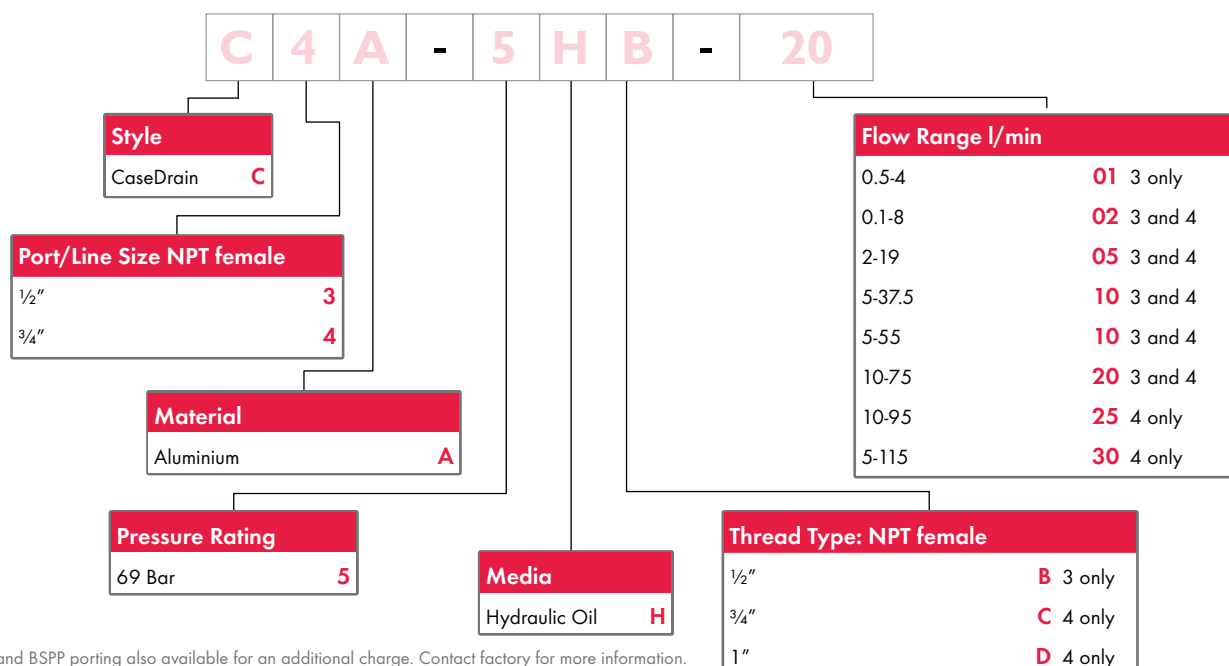 C 4 A - 5 H B - 20
Style
CaseDrain C
Port/Line Size NPT female
½" 3
¾" 4
Material
Aluminium A
Pressure Rating
69 Bar 5
Media
Hydraulic Oil H
Flow Range l/min
0.5-4 01 3 only
0.1-8 02 3 and 4
2-19 05 3 and 4
5-37.5 10 3 and 4
5-55 10 3 and 4
10-75 20 3 and 4
10-95 25 4 only
5-115 30 4 only
Thread Type: NPT female
½" B 3 only
¾" C 4 only
1" D 4 only
and BSPP porting also available for an additional charge. Contact factory for more information.